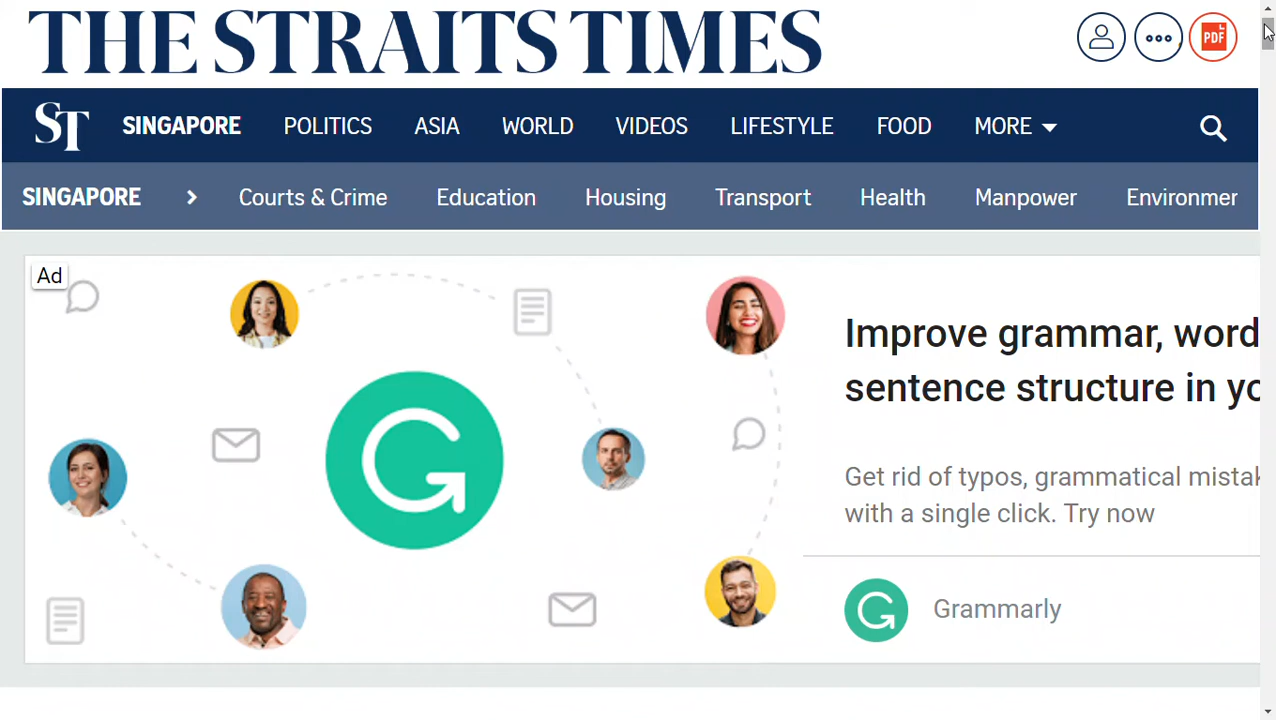 THE STRAITS TIMES
PDF
ST SINGAPORE POLITICS ASIA WORLD VIDEOS LIFESTYLE FOOD MORE
SINGAPORE Courts & Crime Education Housing Transport Health Manpower Environmer
Ad
Improve grammar, word
sentence structure in yo
Get rid of typos, grammatical mistak
with a single click. Try now
Grammarly